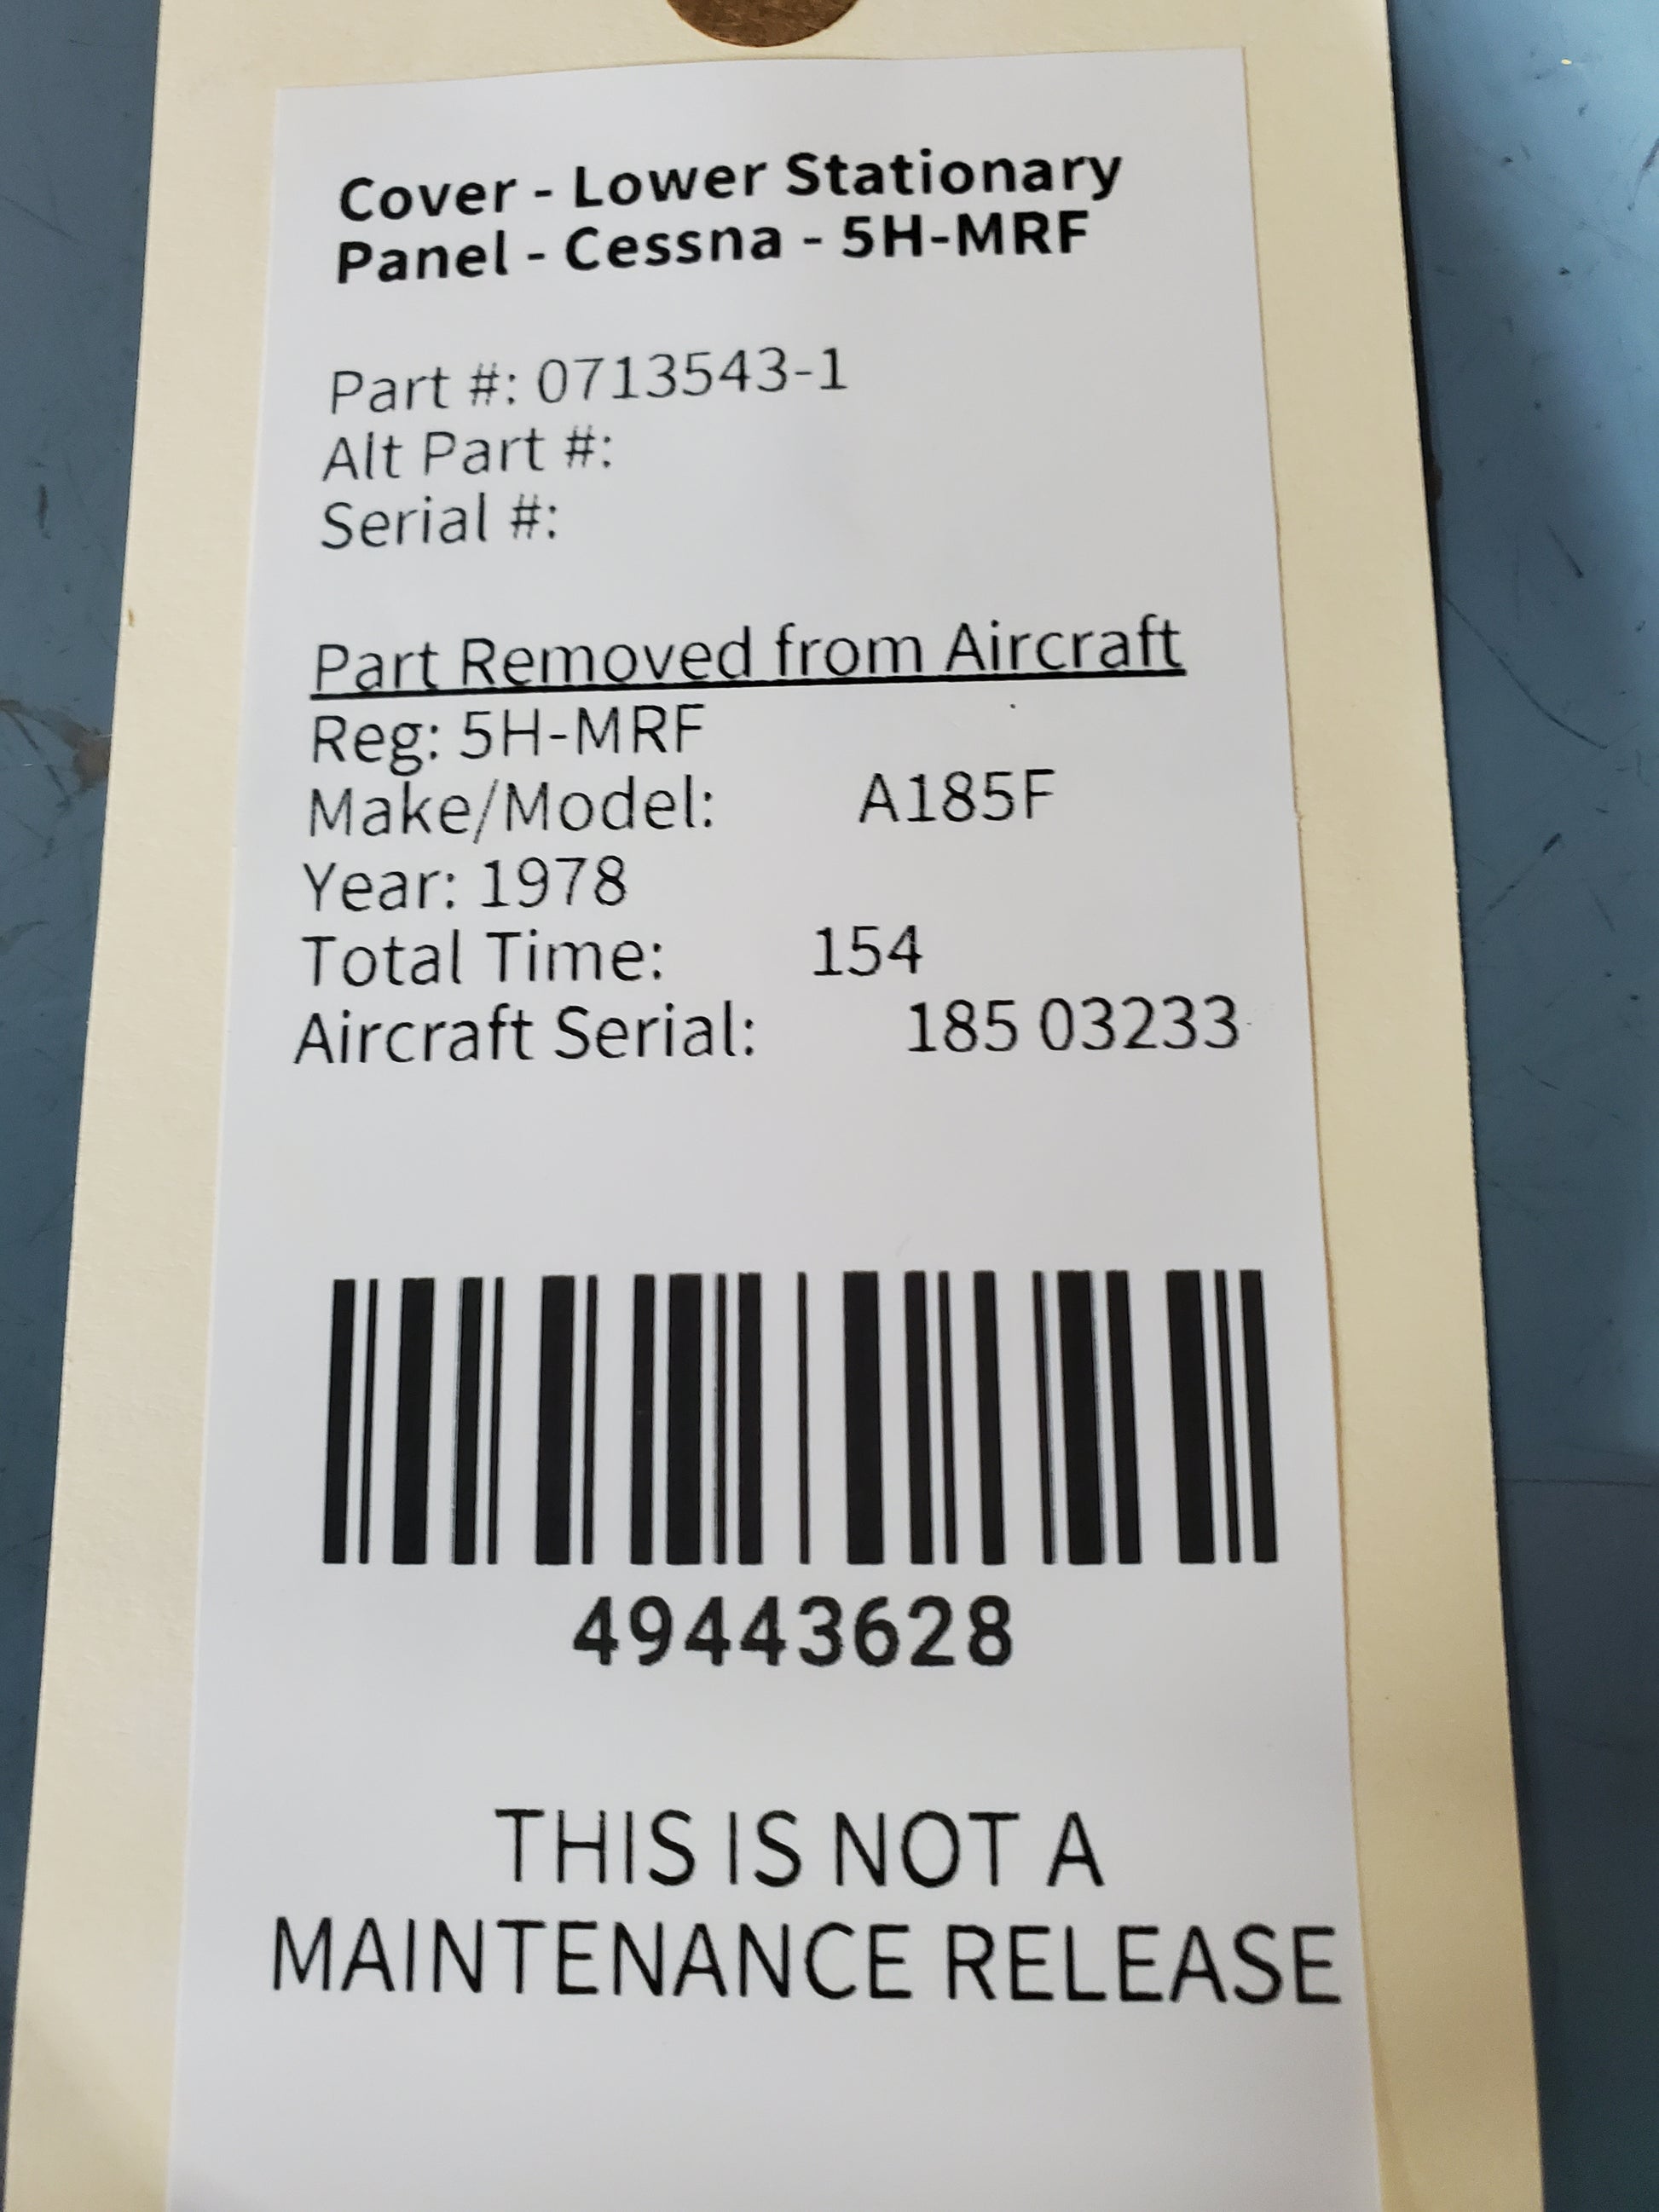 Cover - Lower Stationary
Panel - Cessna - 5H-MRF
Part #: 0713543-1
Alt Part #:
Serial #:
Part Removed from Aircraft
Reg: 5H-MRF
Make/Model: A185F
Year: 1978
Total Time: 154
Aircraft Serial: 185 03233
49443628
THIS IS NOT A
MAINTENANCE RELEASE